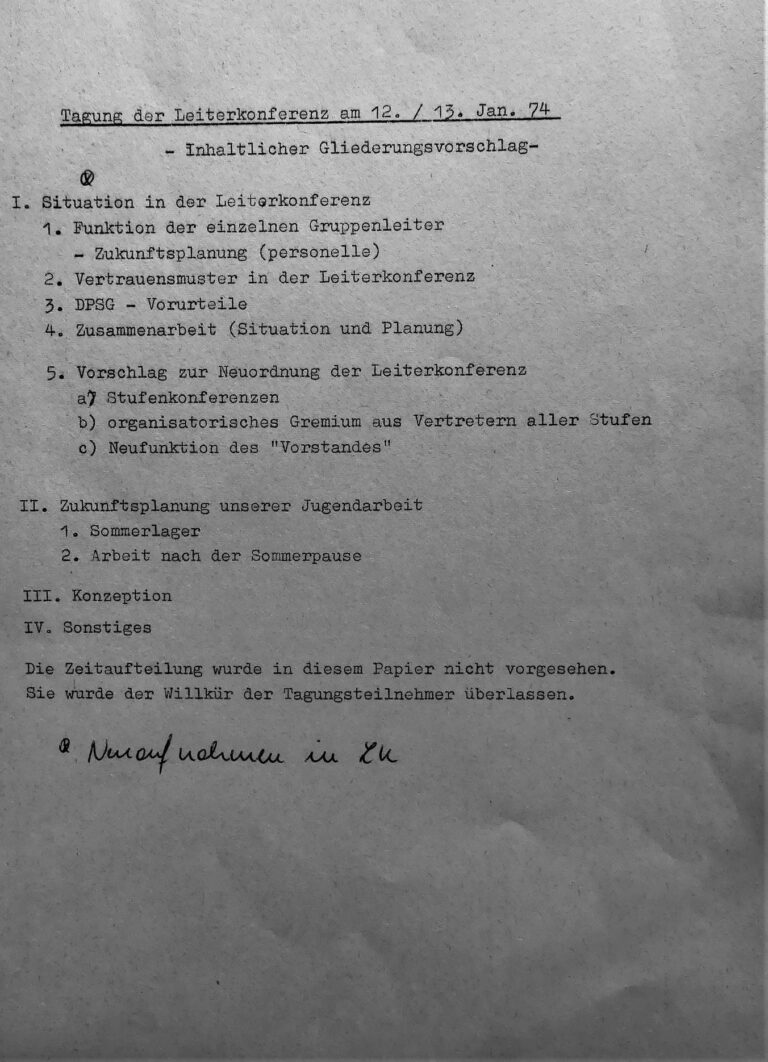 Tagung der Leiterkonferenz am 12. / 13. Jan. 74
- Inhaltlicher Gliederungsvorschlag-
I. Situation in der Leiterkonferenz
1. Funktion der einzelnen Gruppenleiter
- Zukunftsplanung (personelle)
2. Vertrauensmuster in der Leiterkonferenz
3. DPSG - Vorurteile
4. Zusammenarbeit (Situation und Planung)
5. Vorschlag zur Neuordnung der Leiterkonferenz
a) Stufenkonferenzen
b) organisatorisches Gremium aus Vertretern aller Stufen
c) Neufunktion des "Vorstandes"
II. Zukunftsplanung unserer Jugendarbeit
1. Sommerlager
2. Arbeit nach der Sommerpause
III. Konzeption
IV. Sonstiges
Die Zeitaufteilung wurde in diesem Papier nicht vorgesehen.
Sie wurde der Willkür der Tagungsteilnehmer überlassen.
Neuaufnahmen in LK